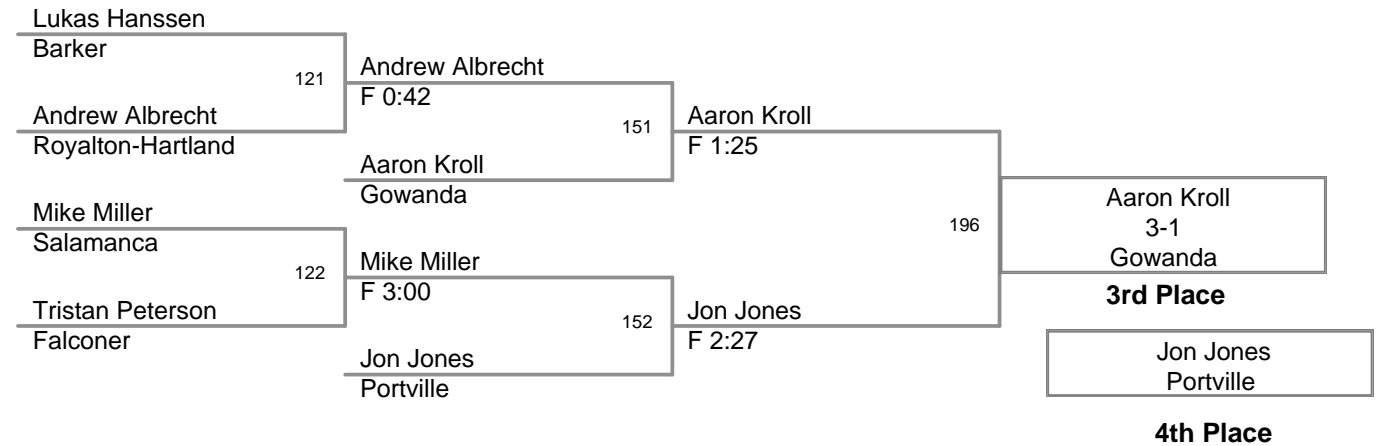 Lukas Hanssen
Barker
121
Andrew Albrecht
F 0:42
Andrew Albrecht
Royalton-Hartland
151
Aaron Kroll
F 1:25
Aaron Kroll
Gowanda
Mike Miller
Salamanca
196
Aaron Kroll
3-1
Gowanda
3rd Place
122
Mike Miller
F 3:00
Tristan Peterson
Falconer
152
Jon Jones
F 2:27
Jon Jones
Portville
Jon Jones
Portville
4th Place